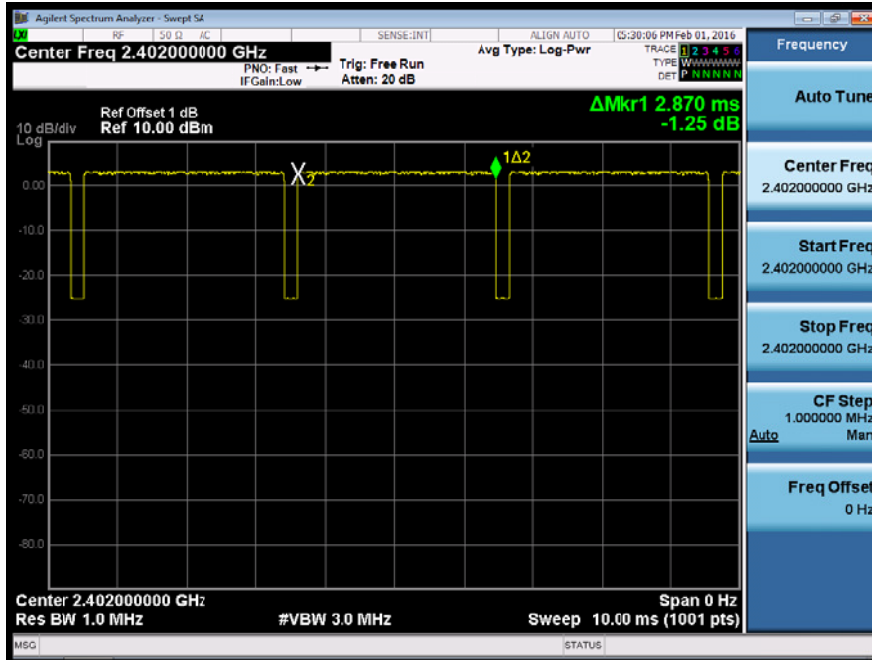 Agilent Spectrum Analyzer - Swept SA
RF 50 Ω AC SENSE:INT ALIGN AUTO 05:30:06 PM Feb 01, 2016
Center Freq 2.402000000 GHz
PNO: Fast
IFGain:Low
Trig: Free Run
Atten: 20 dB
Avg Type: Log-Pwr
TRACE 1 2 3 4 5 6
TYPE WWWWWW
DET P N N N N N
Ref Offset 1 dB
10 dB/div Ref 10.00 dBm
Log
ΔMkr1 2.870 ms
-1.25 dB
1Δ2
X2
0.00
-10.0
-20.0
-30.0
-40.0
-50.0
-60.0
-70.0
-80.0
Center 2.402000000 GHz Span 0 Hz
Res BW 1.0 MHz #VBW 3.0 MHz Sweep 10.00 ms (1001 pts)
MSG STATUS
Frequency
Auto Tune
Center Freq
2.402000000 GHz
Start Freq
2.402000000 GHz
Stop Freq
2.402000000 GHz
CF Step
1.000000 MHz
Auto Man
Freq Offset
0 Hz